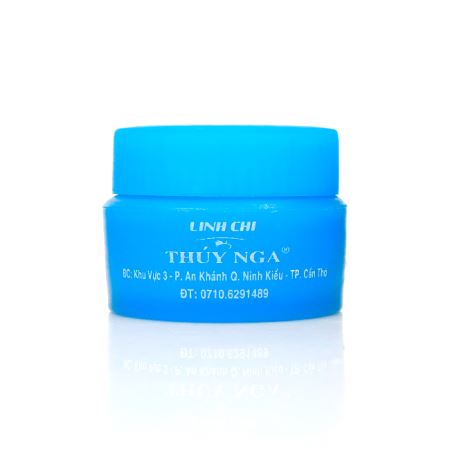 LINH CHI
THÚY NGA®
ĐC: Khu Vực 3 - P. An Khánh Q. Ninh Kiều - TP. Cần Thơ
ĐT: 0710.6291489